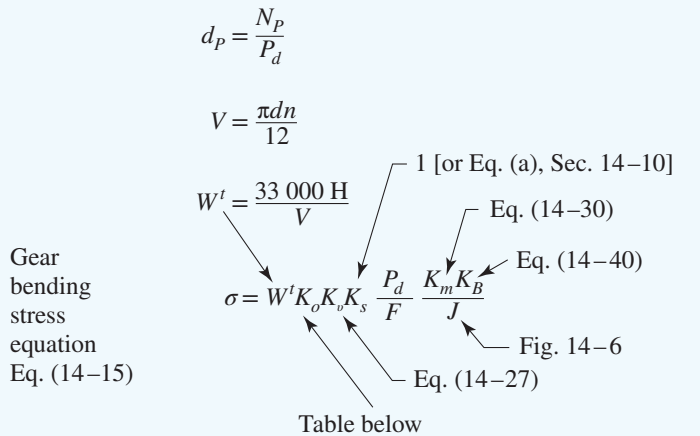 d_P = N_P / P_d
V = πdn / 12
1 [or Eq. (a), Sec. 14–10]
W^t = 33 000 H / V
Eq. (14–30)
Eq. (14–40)
Gear
bending
stress
equation
Eq. (14–15)
σ = W^t K_o K_v K_s P_d / F K_m K_B / J
Fig. 14–6
Eq. (14–27)
Table below